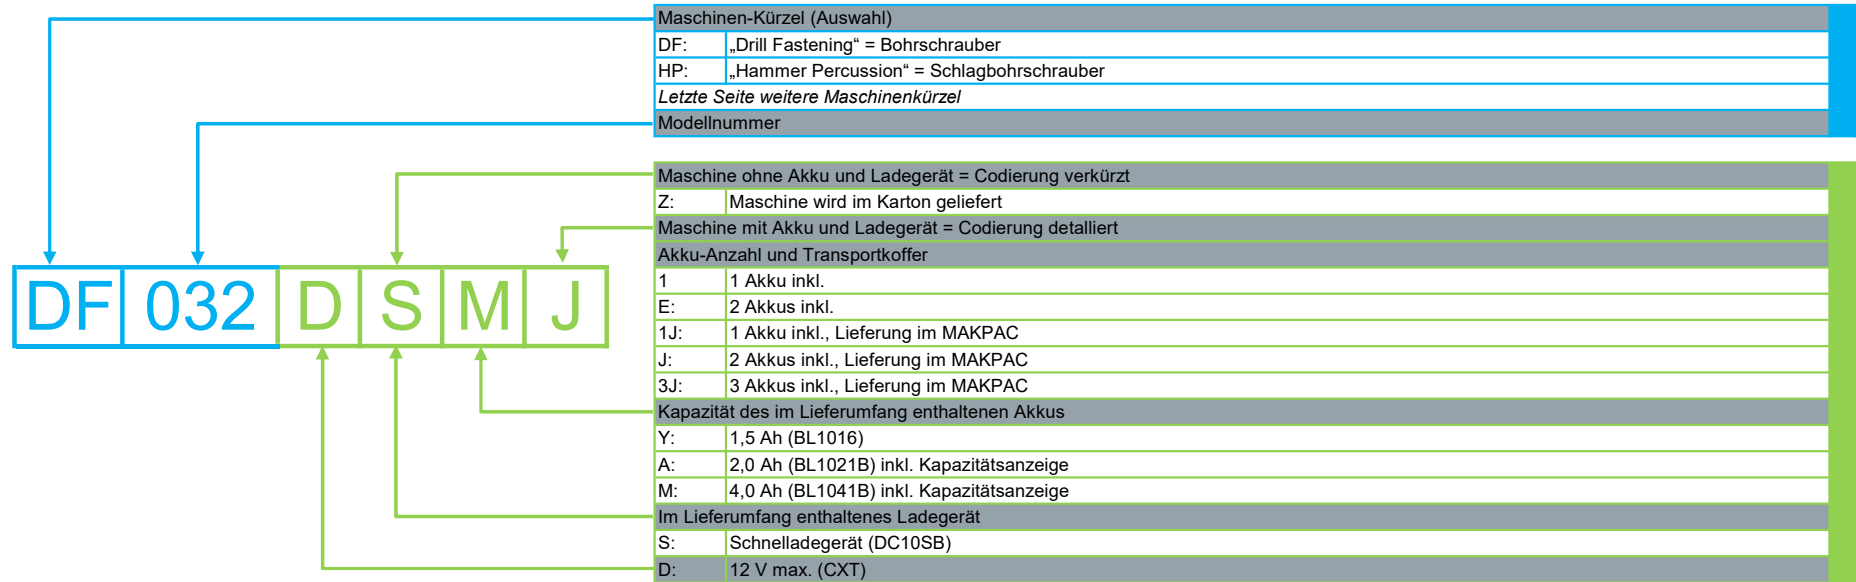 Maschinen-Kürzel (Auswahl)
DF: „Drill Fastening“ = Bohrschrauber
HP: „Hammer Percussion“ = Schlagbohrschrauber
Letzte Seite weitere Maschinenkürzel
Modellnummer
Maschine ohne Akku und Ladegerät = Codierung verkürzt
Z: Maschine wird im Karton geliefert
Maschine mit Akku und Ladegerät = Codierung detalliert
Akku-Anzahl und Transportkoffer
1 1 Akku inkl.
E: 2 Akkus inkl.
1J: 1 Akku inkl., Lieferung im MAKPAC
J: 2 Akkus inkl., Lieferung im MAKPAC
3J: 3 Akkus inkl., Lieferung im MAKPAC
Kapazität des im Lieferumfang enthaltenen Akkus
Y: 1,5 Ah (BL1016)
A: 2,0 Ah (BL1021B) inkl. Kapazitätsanzeige
M: 4,0 Ah (BL1041B) inkl. Kapazitätsanzeige
Im Lieferumfang enthaltenes Ladegerät
S: Schnelladegerät (DC10SB)
D: 12 V max. (CXT)
DF 032 D S M J